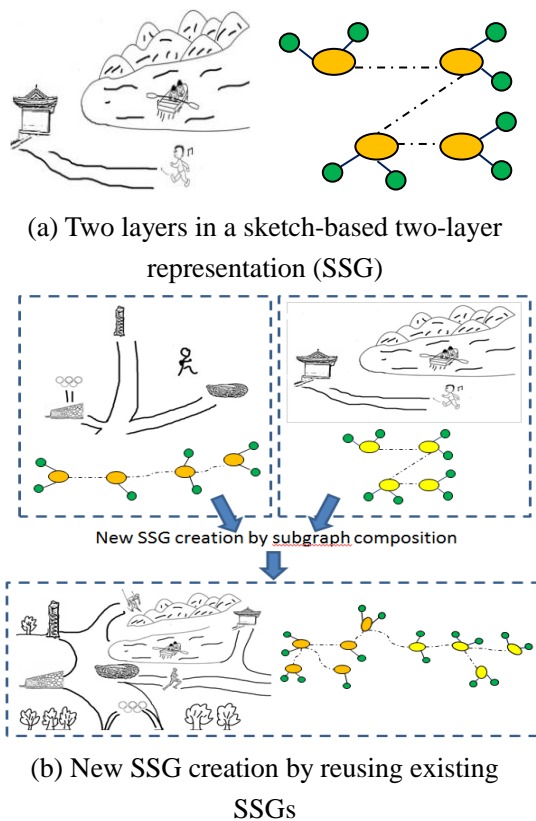 (a) Two layers in a sketch-based two-layer
representation (SSG)
New SSG creation by subgraph composition
(b) New SSG creation by reusing existing
SSGs